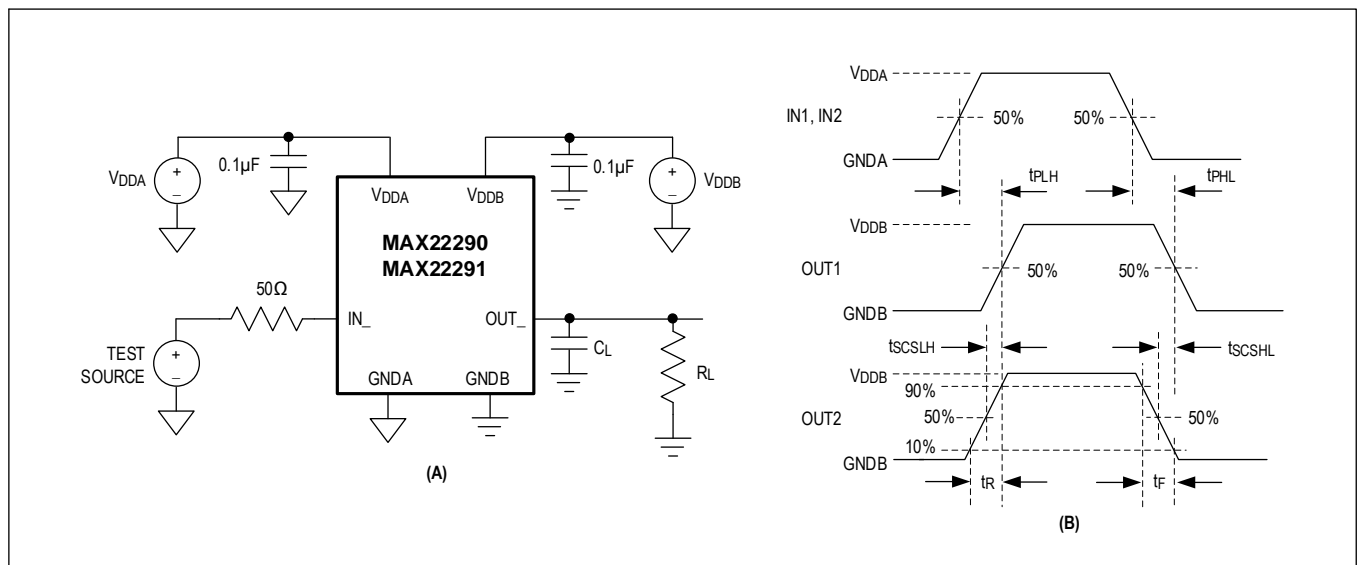 VDDA
0.1µF
0.1µF
VDDB
VDDA
VDDB
MAX22290
MAX22291
50Ω
IN_
OUT_
TEST
SOURCE
CL
RL
GNDA
GNDB
(A)
VDDA
IN1, IN2
50%
50%
GNDA
tPLH
tPHL
VDDB
OUT1
50%
50%
GNDB
tSCSLH
tSCSHL
VDDB
90%
OUT2
50%
50%
10%
GNDB
tR
tF
(B)